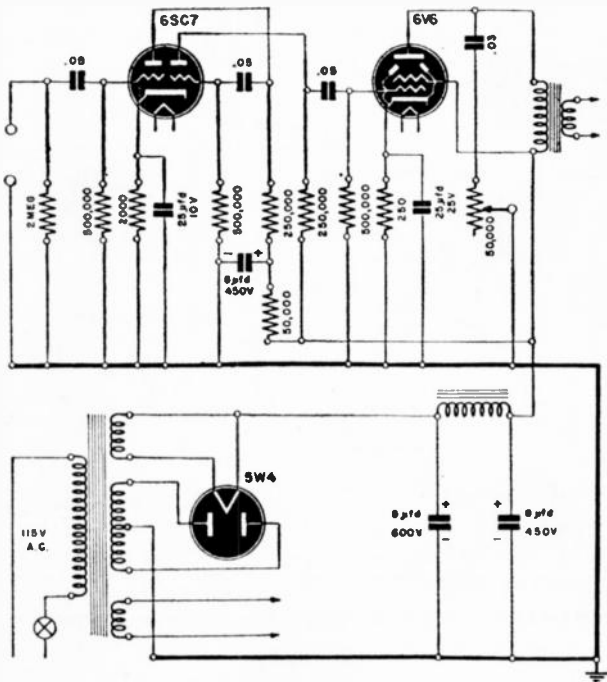 6SC7
6V6
.05
.05
.05
.03
2 MEG
500,000
2000
25 µfd
10V
500,000
250,000
250,000
500,000
250
25 µfd
25V
50,000
8 µfd
450V
50,000
5W4
115V
A.C.
8 µfd
600V
8 µfd
450V